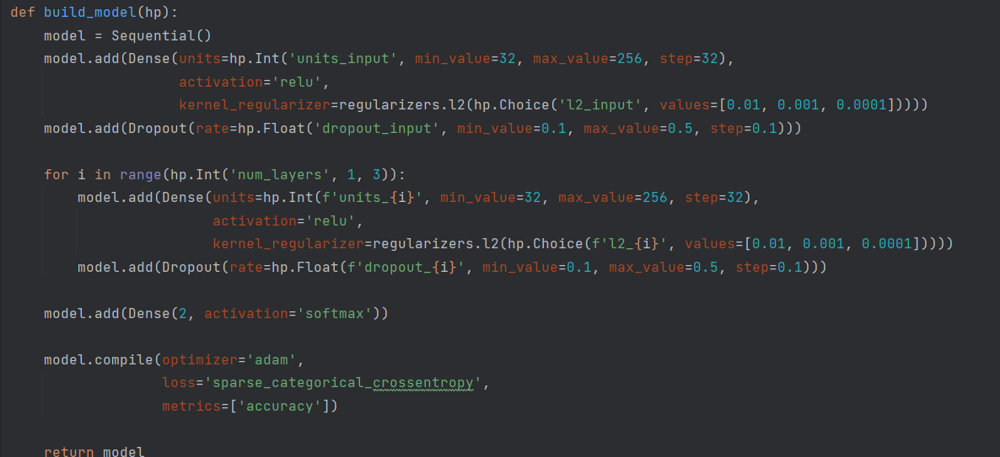 def build_model(hp):
    model = Sequential()
    model.add(Dense(units=hp.Int('units_input', min_value=32, max_value=256, step=32),
                    activation='relu',
                    kernel_regularizer=regularizers.l2(hp.Choice('l2_input', values=[0.01, 0.001, 0.0001]))))
    model.add(Dropout(rate=hp.Float('dropout_input', min_value=0.1, max_value=0.5, step=0.1)))
    for i in range(hp.Int('num_layers', 1, 3)):
        model.add(Dense(units=hp.Int(f'units_{i}', min_value=32, max_value=256, step=32),
                        activation='relu',
                        kernel_regularizer=regularizers.l2(hp.Choice(f'l2_{i}', values=[0.01, 0.001, 0.0001]))))
        model.add(Dropout(rate=hp.Float(f'dropout_{i}', min_value=0.1, max_value=0.5, step=0.1)))
    model.add(Dense(2, activation='softmax'))
    model.compile(optimizer='adam',
                  loss='sparse_categorical_crossentropy',
                  metrics=['accuracy'])
    return model